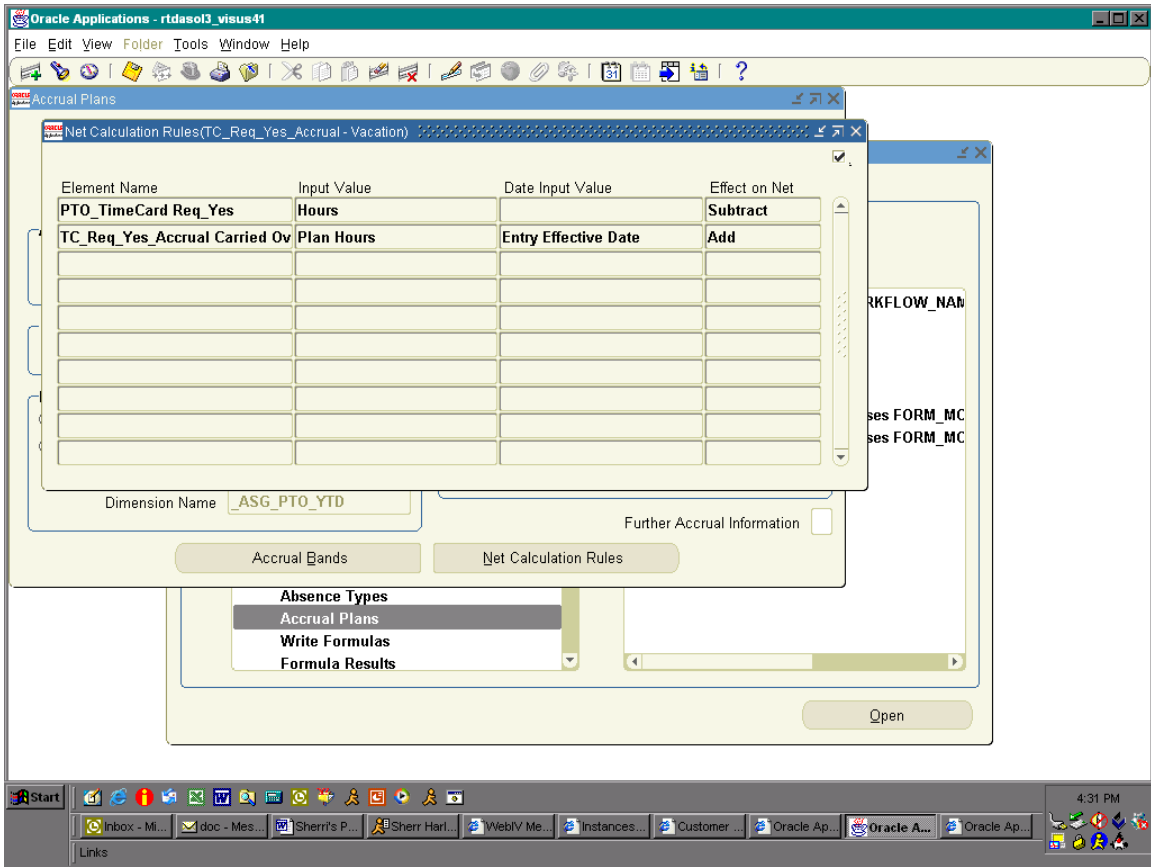 Oracle Applications - rtdasol3_visus41
File Edit View Folder Tools Window Help
Accrual Plans
Net Calculation Rules(TC_Req_Yes_Accrual - Vacation)
Element Name Input Value Date Input Value Effect on Net
PTO_TimeCard Req_Yes Hours Subtract
TC_Req_Yes_Accrual Carried Ov Plan Hours Entry Effective Date Add
RKFLOW_NAM
ses FORM_MC
ses FORM_MC
Dimension Name _ASG_PTO_YTD
Further Accrual Information
Accrual Bands Net Calculation Rules
Absence Types
Accrual Plans
Write Formulas
Formula Results
Open
Start 4:31 PM
Inbox - Mi... doc - Mes... Sherri's P... Sherr Harl... WebIV Me... Instances... Customer ... Oracle Ap... Oracle A... Oracle Ap...
Links